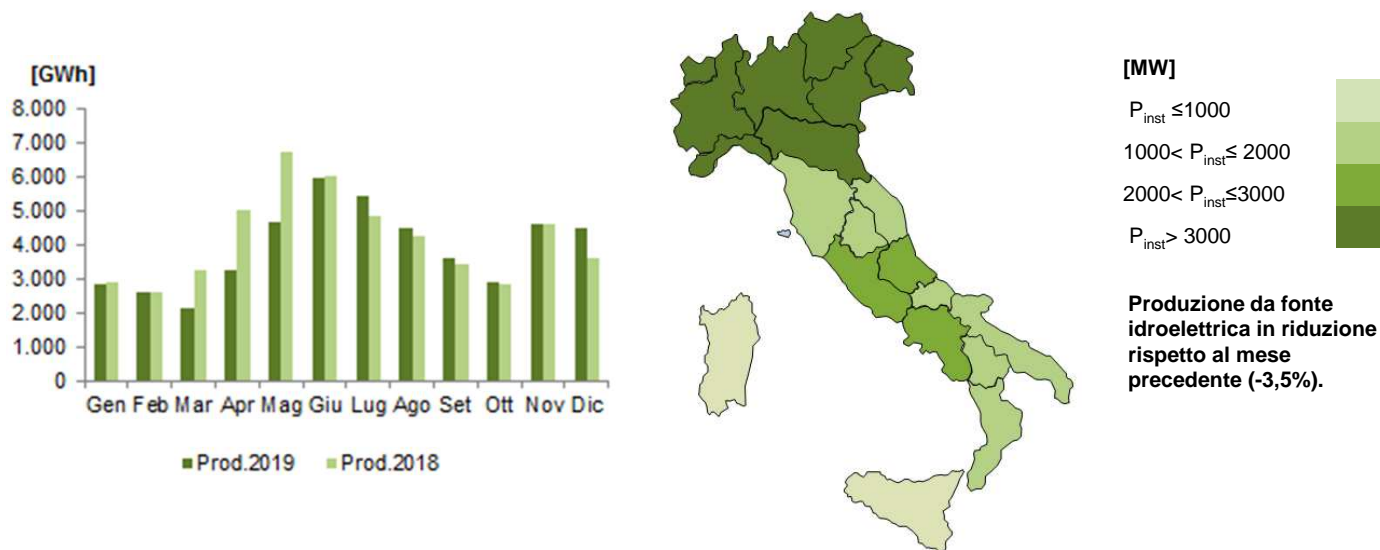 [GWh]
8.000
7.000
6.000
5.000
4.000
3.000
2.000
1.000
0
Gen Feb Mar Apr Mag Giu Lug Ago Set Ott Nov Dic
Prod.2019 Prod.2018
[MW]
Pinst ≤1000
1000< Pinst≤ 2000
2000< Pinst≤3000
Pinst> 3000
Produzione da fonte
idroelettrica in riduzione
rispetto al mese
precedente (-3,5%).